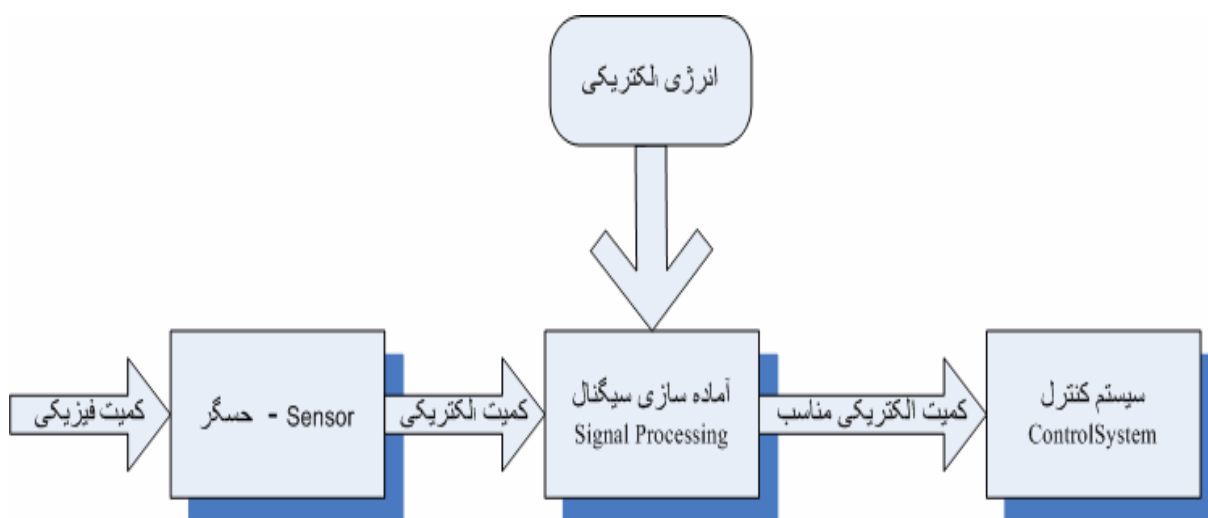 انرژی الکتریکی
کمیت فیزیکی
حسگر - Sensor
کمیت الکتریکی
آماده سازی سیگنال
Signal Processing
کمیت الکتریکی مناسب
سیستم کنترل
ControlSystem